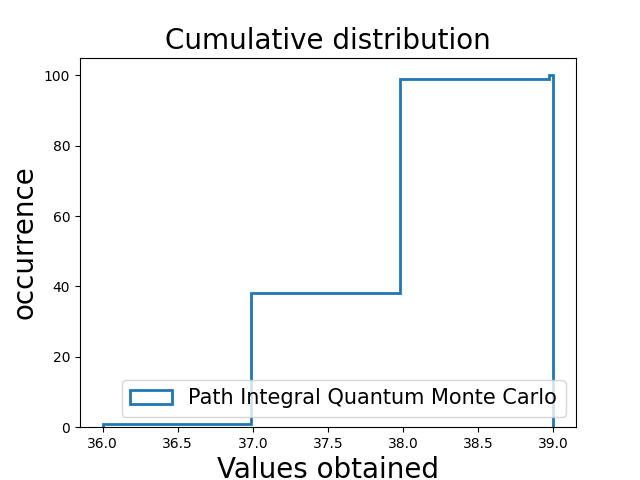 Cumulative distribution
occurrence
100
80
60
40
20
0
Path Integral Quantum Monte Carlo
36.0 36.5 37.0 37.5 38.0 38.5 39.0
Values obtained